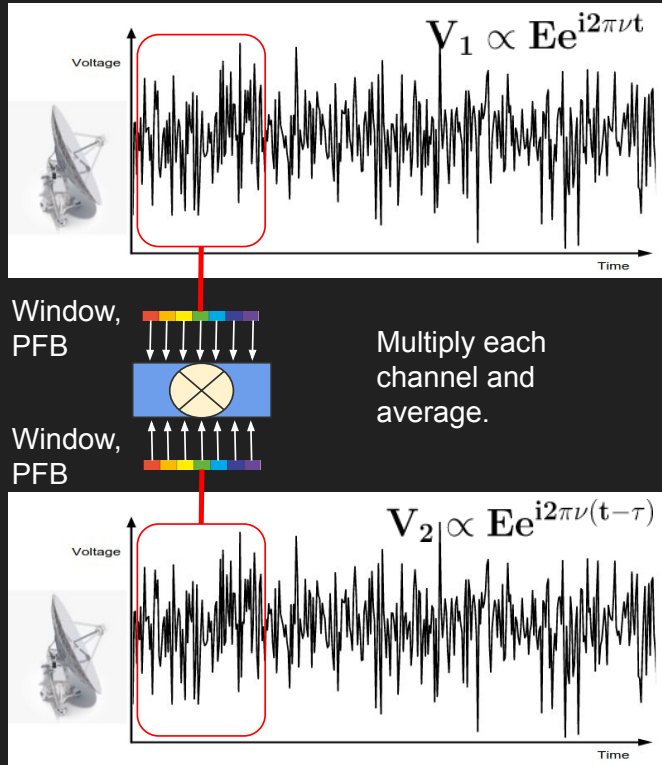 V₁ ∝ Ee^{i2πνt}
Voltage
Time
Window,
PFB
Multiply each
channel and
average.
Window,
PFB
V₂ ∝ Ee^{i2πν(t−τ)}
Voltage
Time